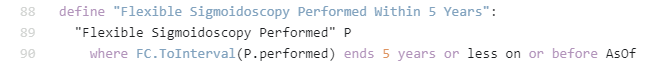 88 define "Flexible Sigmoidoscopy Performed Within 5 Years":
89 "Flexible Sigmoidoscopy Performed" P
90 where FC.ToInterval(P.performed) ends 5 years or less on or before AsOf